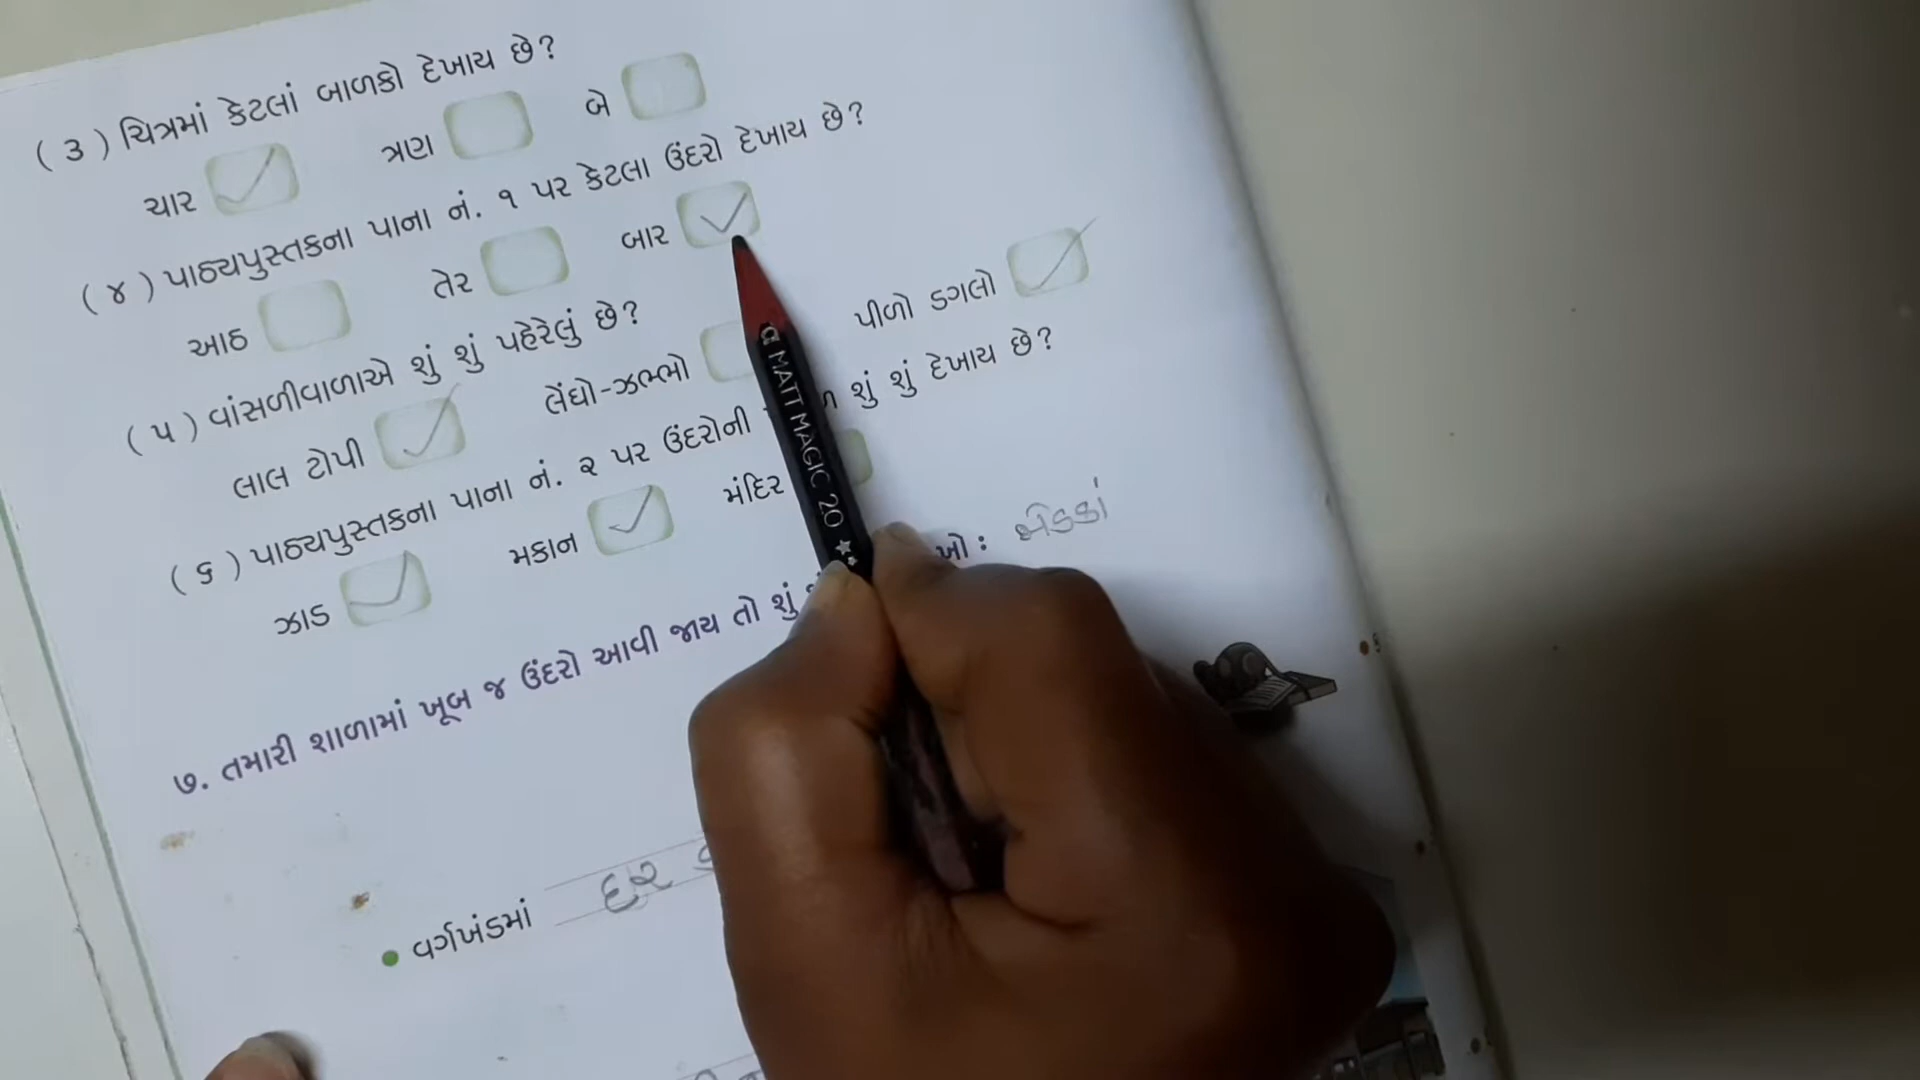 (૩) ચિત્રમાં કેટલાં બાળકો દેખાય છે?
ચાર ત્રણ બે
(૪) પાઠ્યપુસ્તકના પાના નં. ૧ પર કેટલા ઉંદરો દેખાય છે?
આઠ તેર બાર
(૫) વાંસળીવાળાએ શું શું પહેરેલું છે?
લાલ ટોપી લેંઘો-ઝભ્ભો પીળો ડગલો
(૬) પાઠ્યપુસ્તકના પાના નં. ૨ પર ઉંદરોની શું શું દેખાય છે?
ઝાડ મકાન મંદિર
૭. તમારી શાળામાં ખૂબ જ ઉંદરો આવી જાય તો શું
• વર્ગખંડમાં દર
MATT MAGIC 20